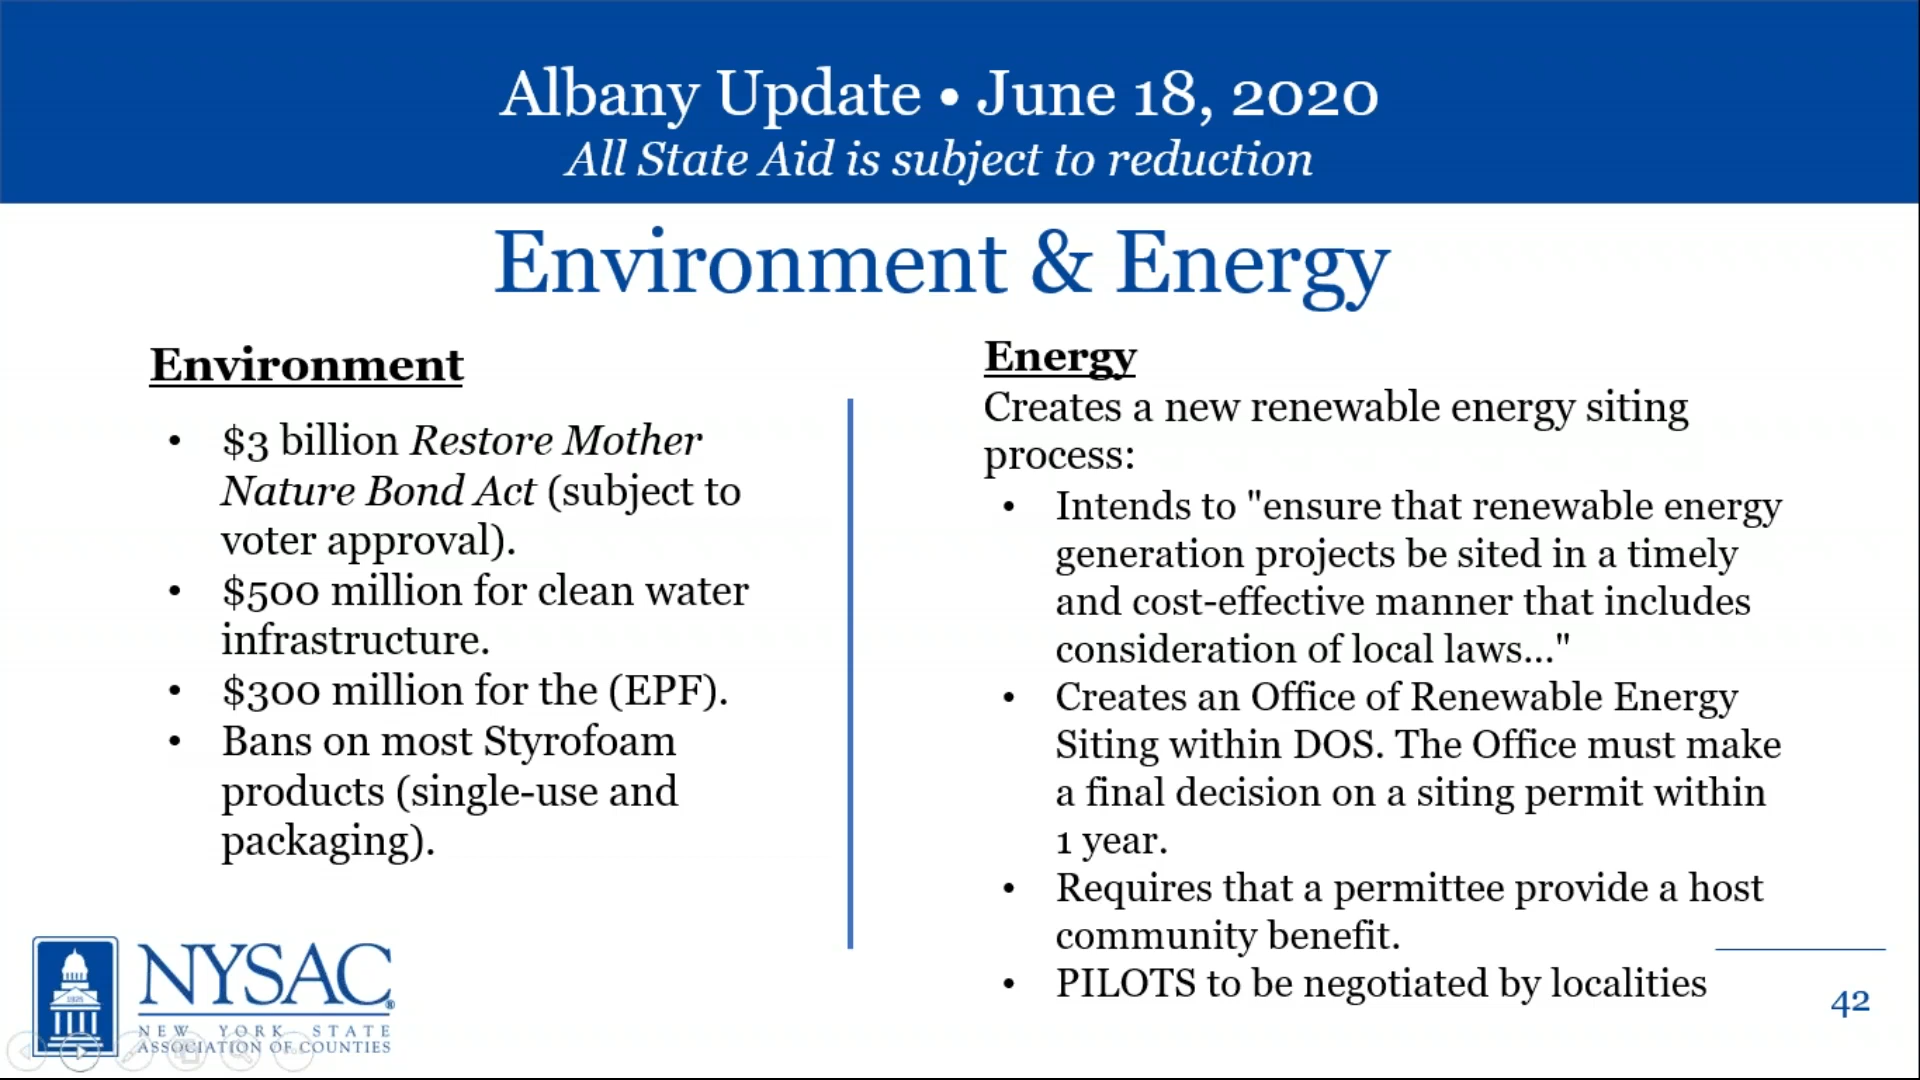 Albany Update • June 18, 2020
All State Aid is subject to reduction
Environment & Energy
Environment
• $3 billion Restore Mother
Nature Bond Act (subject to
voter approval).
• $500 million for clean water
infrastructure.
• $300 million for the (EPF).
• Bans on most Styrofoam
products (single-use and
packaging).
Energy
Creates a new renewable energy siting
process:
• Intends to "ensure that renewable energy
generation projects be sited in a timely
and cost-effective manner that includes
consideration of local laws..."
• Creates an Office of Renewable Energy
Siting within DOS. The Office must make
a final decision on a siting permit within
1 year.
• Requires that a permittee provide a host
community benefit.
• PILOTS to be negotiated by localities
1925
NYSAC®
NEW YORK STATE
ASSOCIATION OF COUNTIES
42